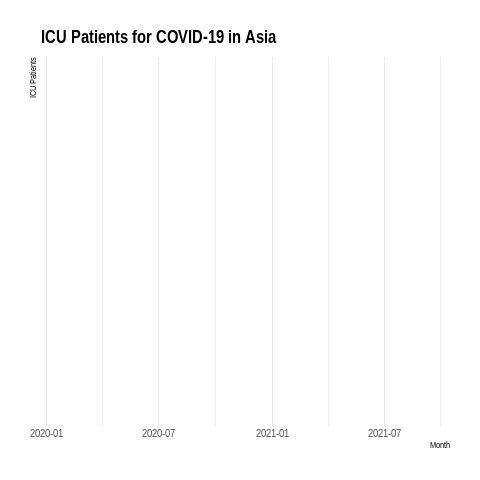 ICU Patients for COVID-19 in Asia
ICU Patients
2020-01 2020-07 2021-01 2021-07
Month